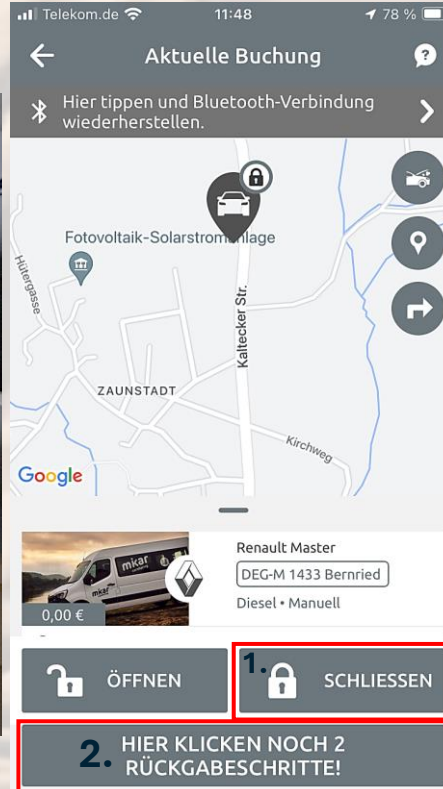 Telekom.de 11:48 78 %
Aktuelle Buchung ?
Hier tippen und Bluetooth-Verbindung
wiederherstellen.
Fotovoltaik-Solarstromanlage
Hütergasse
Kaltecker Str.
ZAUNSTADT
Kirchweg
Google
mkar
mkar
0,00 €
Renault Master
DEG-M 1433 Bernried
Diesel • Manuell
ÖFFNEN
1. SCHLIESSEN
2. HIER KLICKEN NOCH 2
RÜCKGABESCHRITTE!